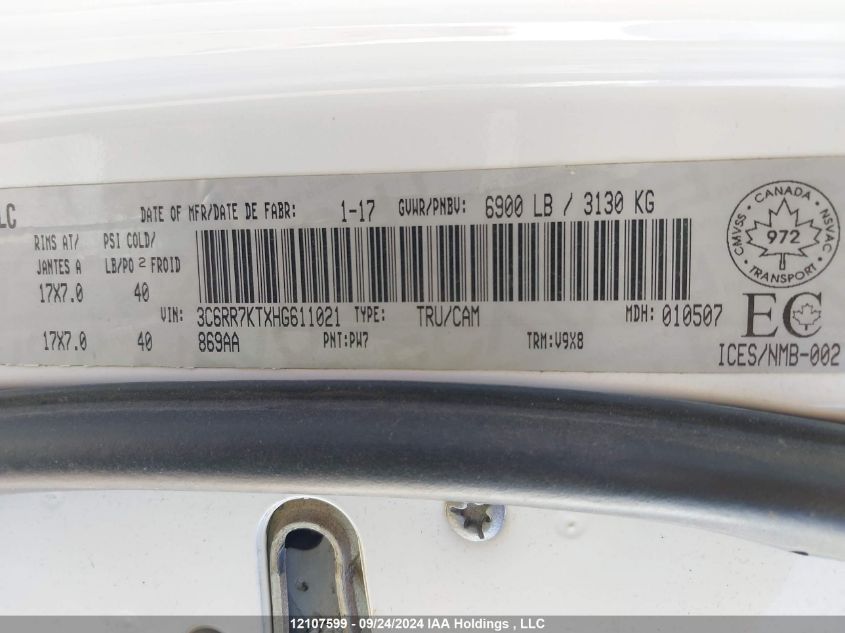 LC
DATE OF MFR/DATE DE FABR: 1-17 GVWR/PNBV: 6900 LB / 3130 KG
RIMS AT/ PSI COLD/
JANTES A LB/PO ² FROID
17X7.0 40
VIN: 3C6RR7KTXHG611021 TYPE: TRU/CAM MDH: 010507
17X7.0 40 869AA PNT:PW7 TRM:V9X8
CANADA
CMVSS
NSVAC
972
TRANSPORT
EC
ICES/NMB-002
12107599 - 09/24/2024 IAA Holdings , LLC